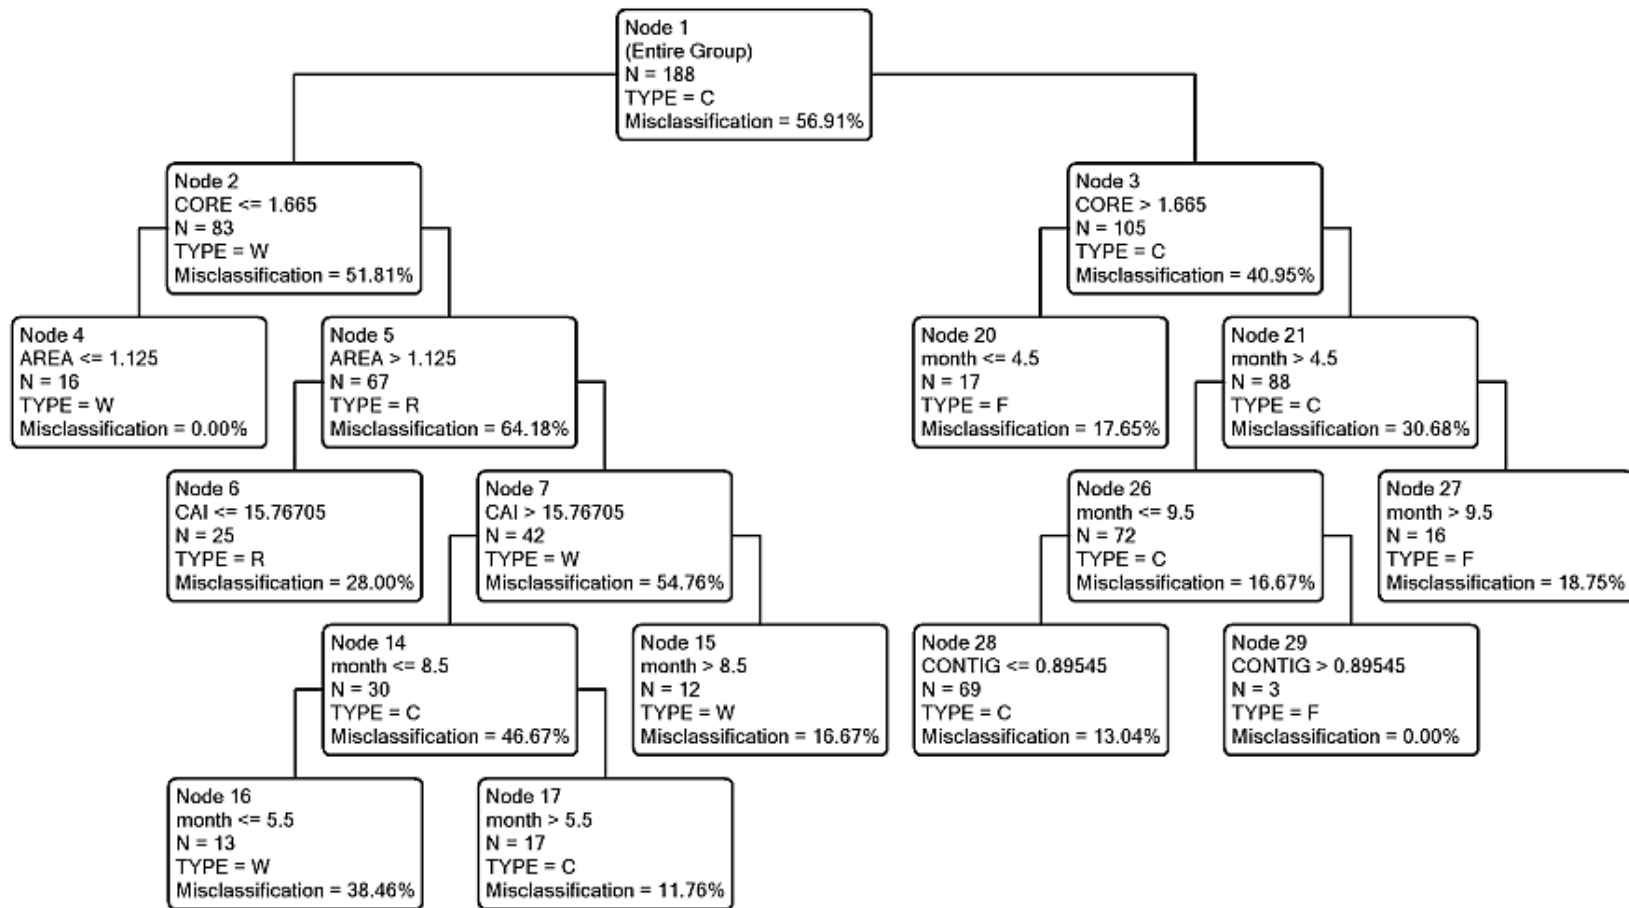 Node 1
(Entire Group)
N = 188
TYPE = C
Misclassification = 56.91%
Node 2
CORE <= 1.665
N = 83
TYPE = W
Misclassification = 51.81%
Node 3
CORE > 1.665
N = 105
TYPE = C
Misclassification = 40.95%
Node 4
AREA <= 1.125
N = 16
TYPE = W
Misclassification = 0.00%
Node 5
AREA > 1.125
N = 67
TYPE = R
Misclassification = 64.18%
Node 20
month <= 4.5
N = 17
TYPE = F
Misclassification = 17.65%
Node 21
month > 4.5
N = 88
TYPE = C
Misclassification = 30.68%
Node 6
CAI <= 15.76705
N = 25
TYPE = R
Misclassification = 28.00%
Node 7
CAI > 15.76705
N = 42
TYPE = W
Misclassification = 54.76%
Node 26
month <= 9.5
N = 72
TYPE = C
Misclassification = 16.67%
Node 27
month > 9.5
N = 16
TYPE = F
Misclassification = 18.75%
Node 14
month <= 8.5
N = 30
TYPE = C
Misclassification = 46.67%
Node 15
month > 8.5
N = 12
TYPE = W
Misclassification = 16.67%
Node 28
CONTIG <= 0.89545
N = 69
TYPE = C
Misclassification = 13.04%
Node 29
CONTIG > 0.89545
N = 3
TYPE = F
Misclassification = 0.00%
Node 16
month <= 5.5
N = 13
TYPE = W
Misclassification = 38.46%
Node 17
month > 5.5
N = 17
TYPE = C
Misclassification = 11.76%